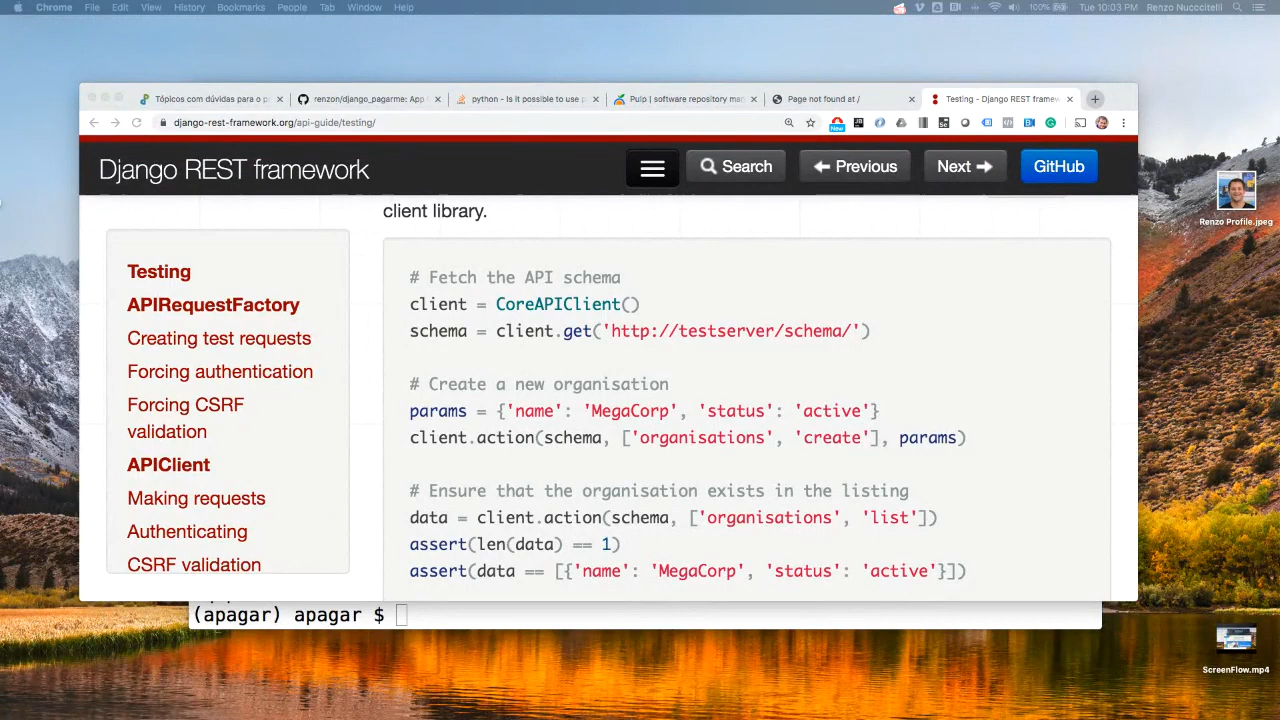 Chrome File Edit View History Bookmarks People Tab Window Help 100% Tue 10:03 PM Renzo Nuccitelli
Tópicos com dúvidas para o p
renzon/django_pagarme: App
python - Is it possible to use p
Pulp | software repository man
Page not found at /
Testing - Django REST framew
django-rest-framework.org/api-guide/testing/
New
Django REST framework
Search
Previous
Next
GitHub
client library.
Testing
APIRequestFactory
Creating test requests
Forcing authentication
Forcing CSRF
validation
APIClient
Making requests
Authenticating
CSRF validation
# Fetch the API schema
client = CoreAPIClient()
schema = client.get('http://testserver/schema/')
# Create a new organisation
params = {'name': 'MegaCorp', 'status': 'active'}
client.action(schema, ['organisations', 'create'], params)
# Ensure that the organisation exists in the listing
data = client.action(schema, ['organisations', 'list'])
assert(len(data) == 1)
assert(data == [{'name': 'MegaCorp', 'status': 'active'}])
(apagar) apagar $
Renzo Profile.jpeg
ScreenFlow.mp4